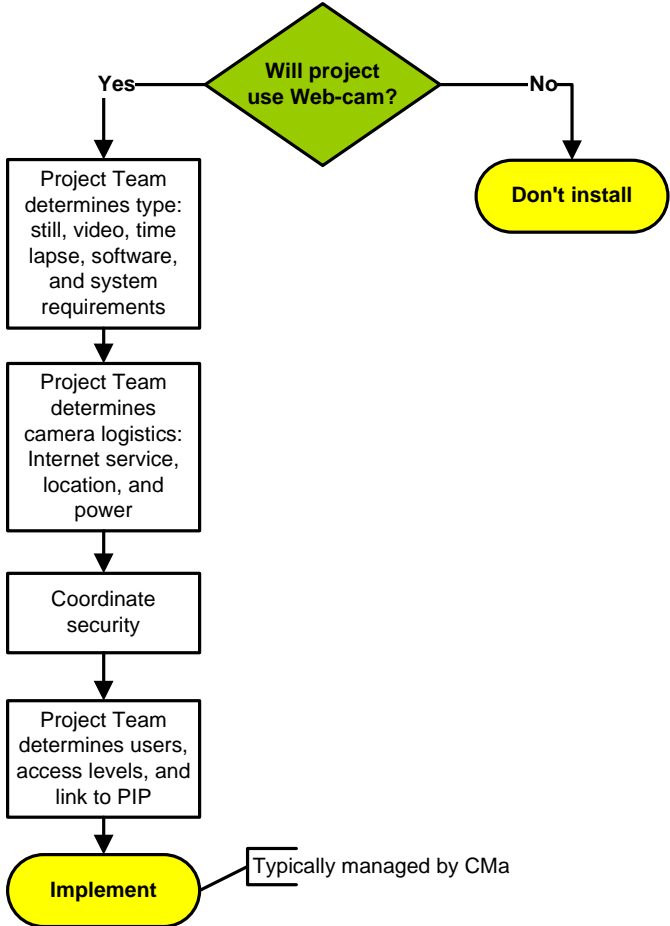 Will project
use Web-cam?
Yes
No
Project Team
determines type:
still, video, time
lapse, software,
and system
requirements
Don't install
Project Team
determines
camera logistics:
Internet service,
location, and
power
Coordinate
security
Project Team
determines users,
access levels, and
link to PIP
Implement
Typically managed by CMa